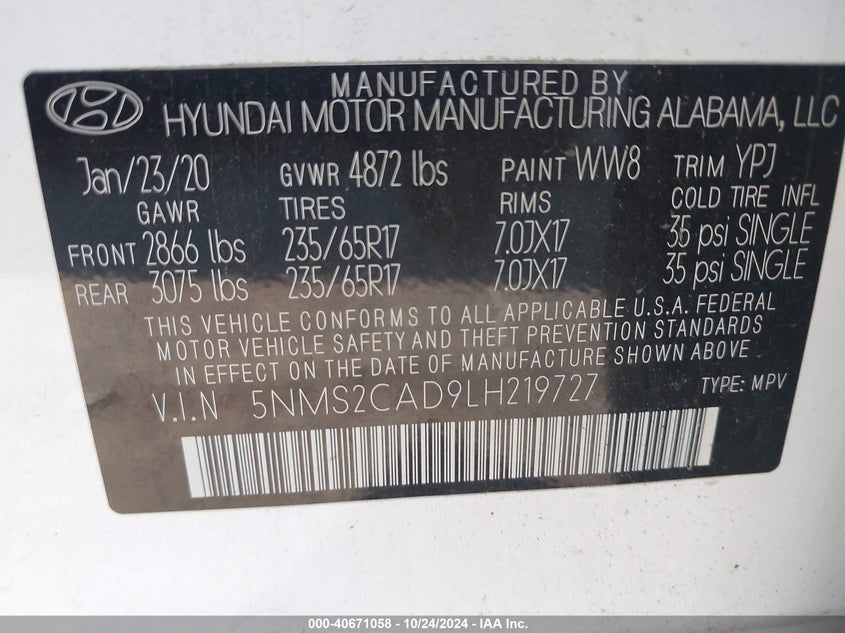 MANUFACTURED BY
HYUNDAI MOTOR MANUFACTURING ALABAMA, LLC
Jan/23/20 GVWR 4872 lbs PAINT WW8 TRIM YPJ
GAWR TIRES RIMS COLD TIRE INFL
FRONT 2866 lbs 235/65R17 7.0JX17 35 psi SINGLE
REAR 3075 lbs 235/65R17 7.0JX17 35 psi SINGLE
THIS VEHICLE CONFORMS TO ALL APPLICABLE U.S.A. FEDERAL
MOTOR VEHICLE SAFETY AND THEFT PREVENTION STANDARDS
IN EFFECT ON THE DATE OF MANUFACTURE SHOWN ABOVE
V.I.N 5NMS2CAD9LH219727 TYPE: MPV
000-40671058 - 10/24/2024 - IAA Inc.